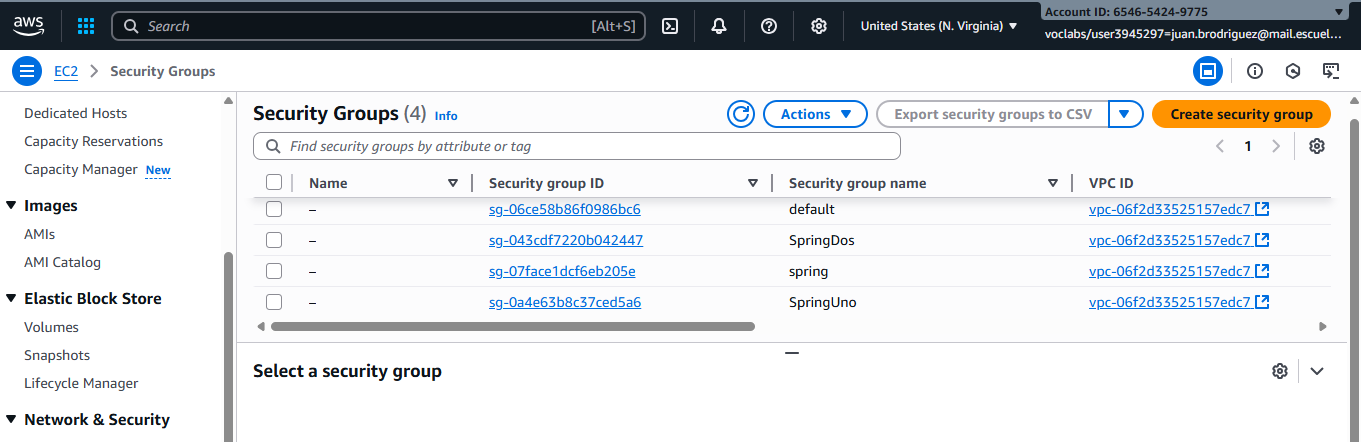 aws Search [Alt+S] United States (N. Virginia) Account ID: 6546-5424-9775
voclabs/user3945297=juan.brodriguez@mail.escuel...
EC2 > Security Groups
Dedicated Hosts
Capacity Reservations
Capacity Manager New
Images
AMIs
AMI Catalog
Elastic Block Store
Volumes
Snapshots
Lifecycle Manager
Network & Security
Security Groups (4) Info Actions Export security groups to CSV Create security group
Find security groups by attribute or tag 1
Name Security group ID Security group name VPC ID
– sg-06ce58b86f0986bc6 default vpc-06f2d33525157edc7
– sg-043cdf7220b042447 SpringDos vpc-06f2d33525157edc7
– sg-07face1dcf6eb205e spring vpc-06f2d33525157edc7
– sg-0a4e63b8c37ced5a6 SpringUno vpc-06f2d33525157edc7
Select a security group